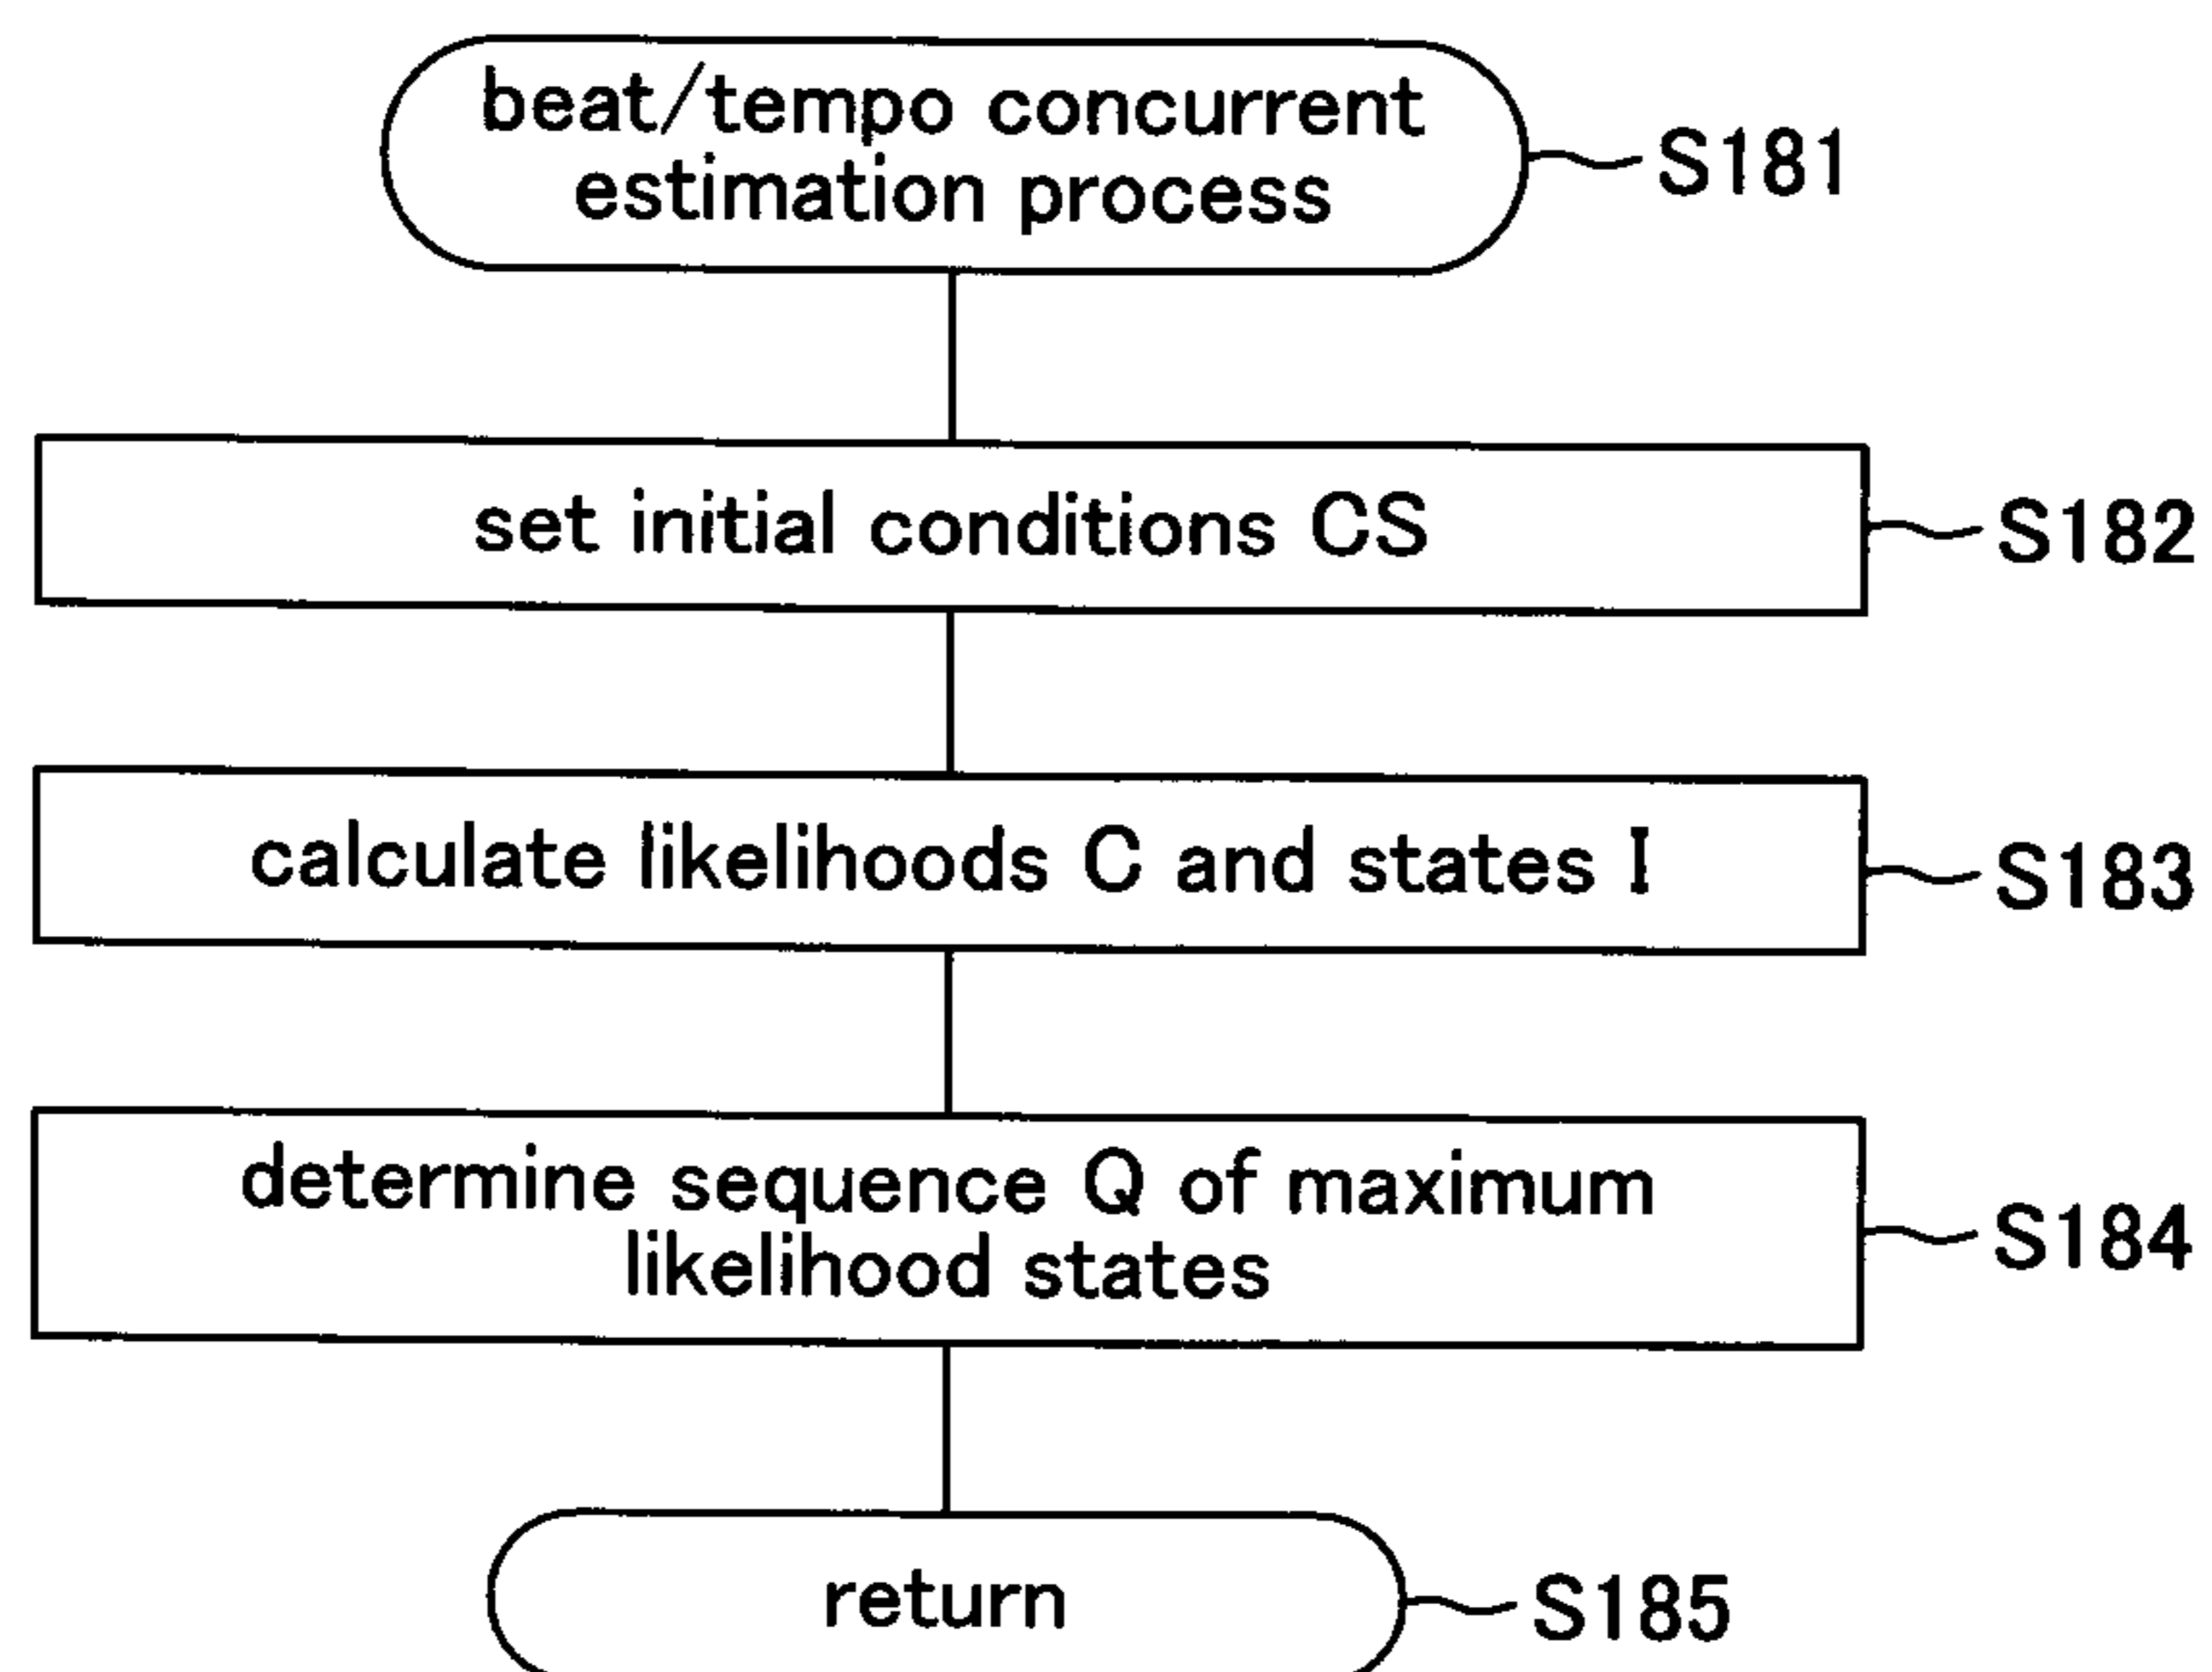 beat/tempo concurrent
estimation process
S181
set initial conditions CS
S182
calculate likelihoods C and states I
S183
determine sequence Q of maximum
likelihood states
S184
return
S185